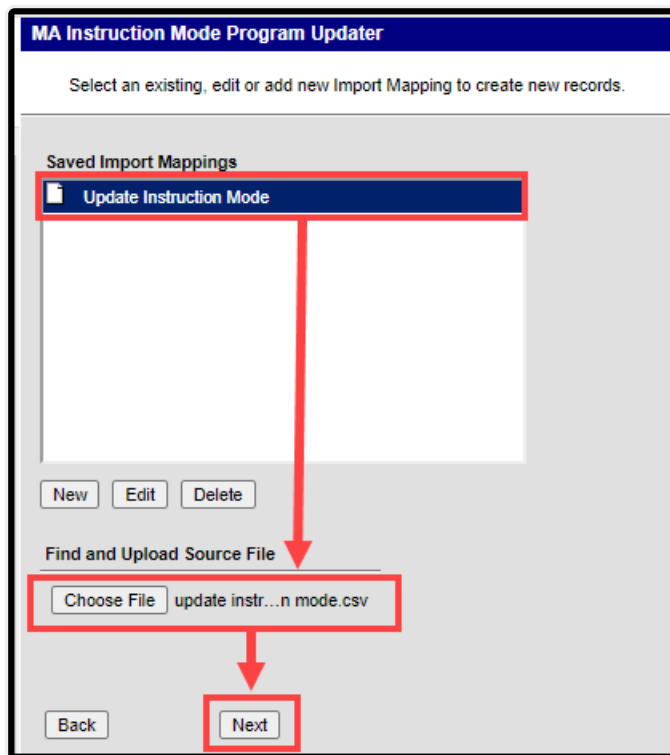 MA Instruction Mode Program Updater
Select an existing, edit or add new Import Mapping to create new records.
Saved Import Mappings
Update Instruction Mode
New Edit Delete
Find and Upload Source File
Choose File update instr...n mode.csv
Back Next